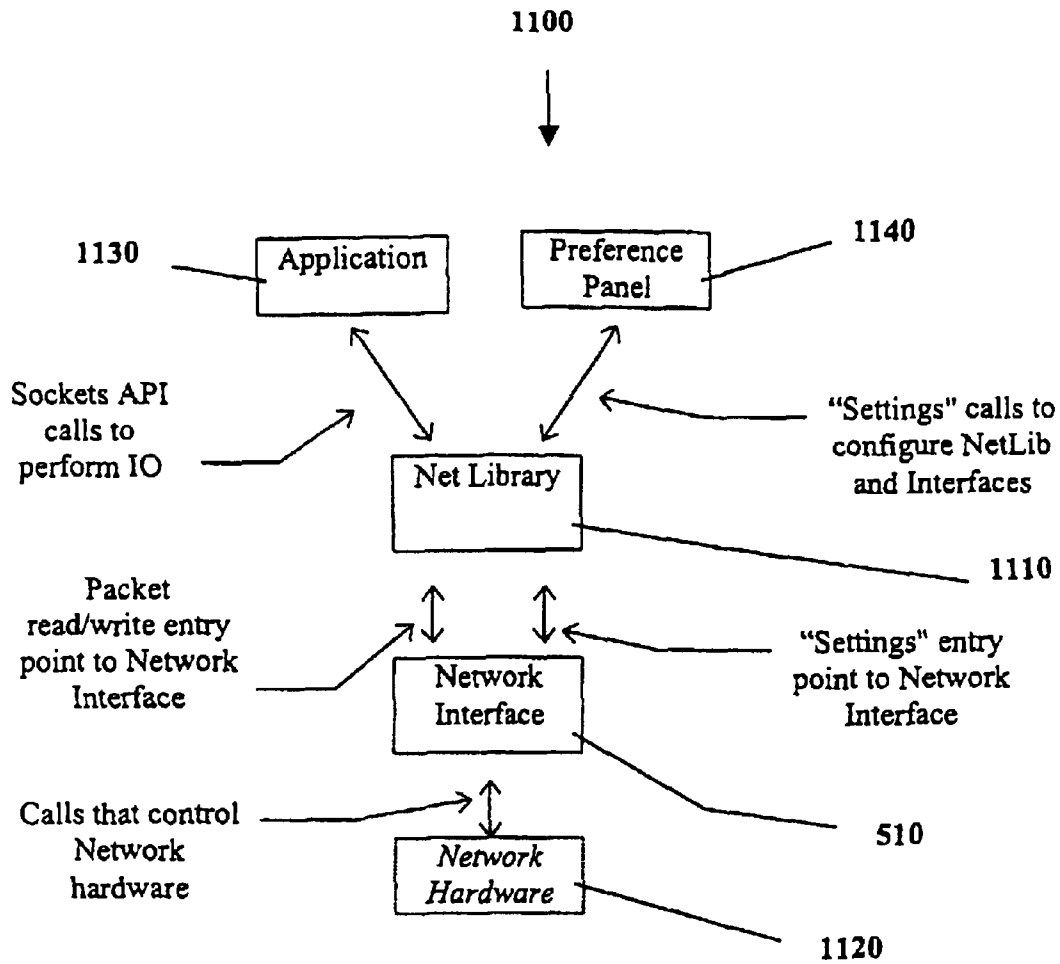 1100
1130
Application
Preference
Panel
1140
Sockets API
calls to
perform IO
“Settings" calls to
configure NetLib
and Interfaces
Net Library
1110
Packet
read/write entry
point to Network
Interface
“Settings" entry
point to Network
Interface
Network
Interface
510
Calls that control
Network
hardware
Network
Hardware
1120